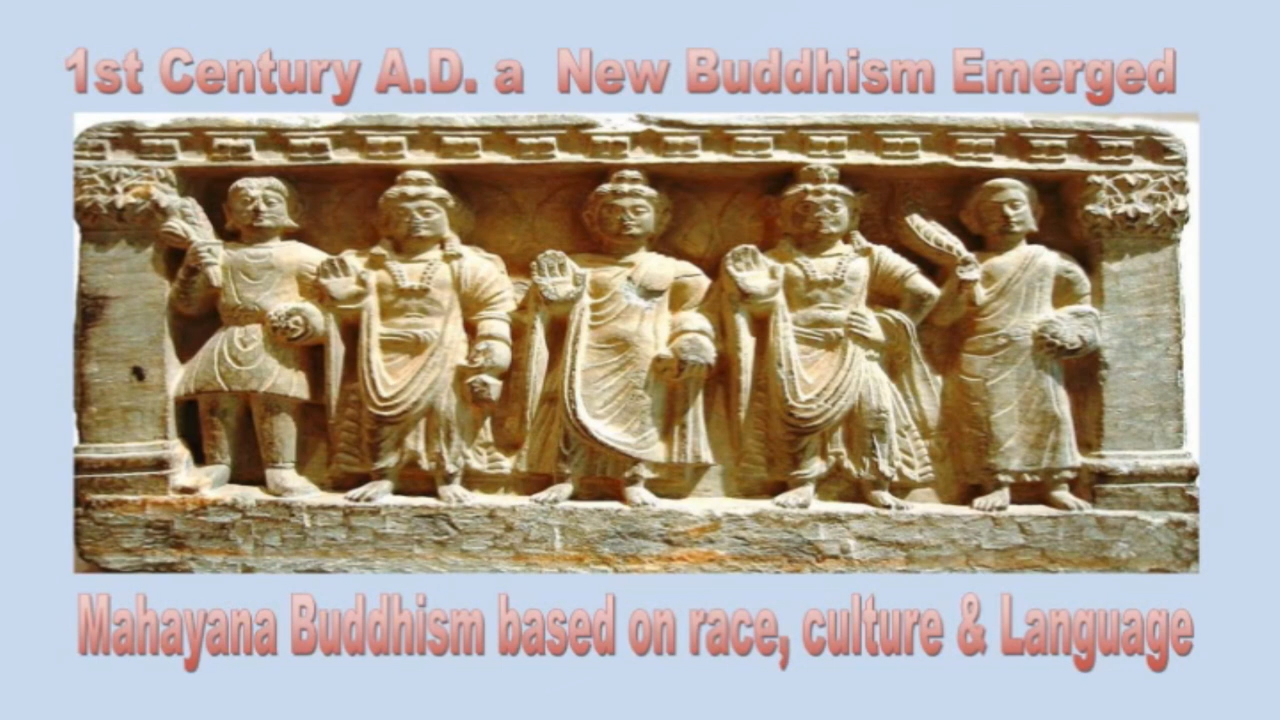 1st Century A.D. a New Buddhism Emerged
Mahayana Buddhism based on race, culture & Language